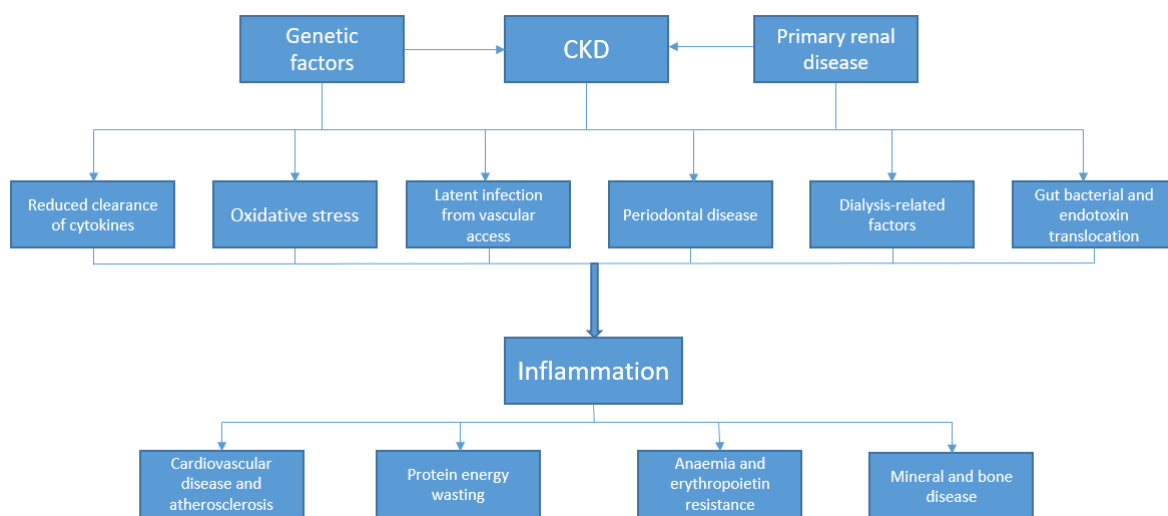 Genetic
factors
CKD
Primary renal
disease
Reduced clearance
of cytokines
Oxidative stress
Latent infection
from vascular
access
Periodontal disease
Dialysis-related
factors
Gut bacterial and
endotoxin
translocation
Inflammation
Cardiovascular
disease and
atherosclerosis
Protein energy
wasting
Anaemia and
erythropoietin
resistance
Mineral and bone
disease